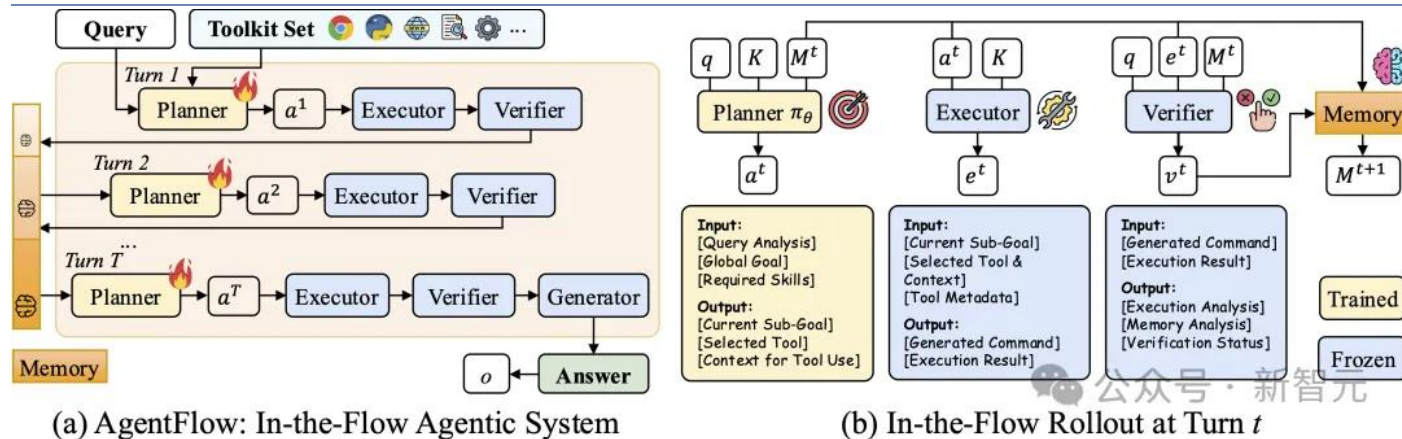 Query
Toolkit Set ...
Turn 1
Planner
a¹
Executor
Verifier
Turn 2
Planner
a²
Executor
Verifier
...
Turn T
Planner
aᵀ
Executor
Verifier
Generator
Memory
o
Answer
(a) AgentFlow: In-the-Flow Agentic System
q
K
Mᵗ
Planner πθ
aᵗ
Input:
[Query Analysis]
[Global Goal]
[Required Skills]
Output:
[Current Sub-Goal]
[Selected Tool]
[Context for Tool Use]
aᵗ
K
Executor
eᵗ
Input:
[Current Sub-Goal]
[Selected Tool &
Context]
[Tool Metadata]
Output:
[Generated Command]
[Execution Result]
q
eᵗ
Mᵗ
Verifier
vᵗ
Input:
[Generated Command]
[Execution Result]
Output:
[Execution Analysis]
[Memory Analysis]
[Verification Status]
Memory
Mᵗ⁺¹
Trained
Frozen
公众号 · 新智元
(b) In-the-Flow Rollout at Turn t